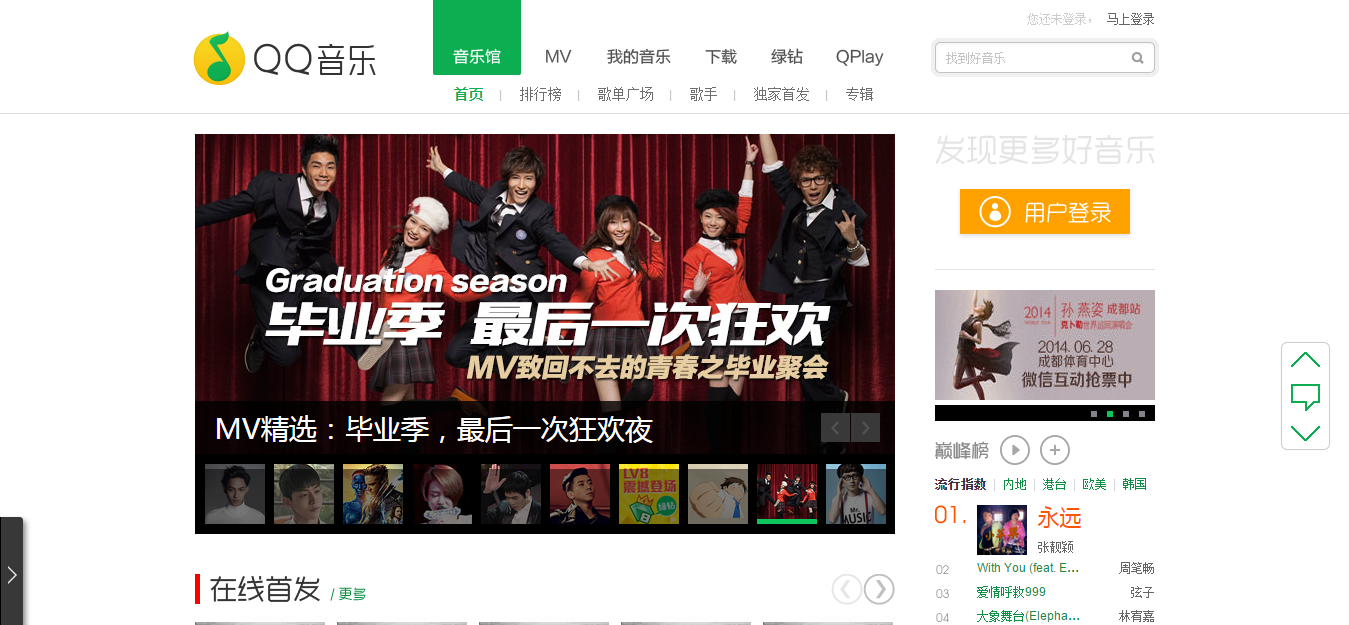 您还未登录， 马上登录
QQ音乐
音乐馆 MV 我的音乐 下载 绿钻 QPlay
找到好音乐
首页 | 排行榜 | 歌单广场 | 歌手 | 独家首发 | 专辑
Graduation season
毕业季 最后一次狂欢
MV致回不去的青春之毕业聚会
MV精选：毕业季，最后一次狂欢夜
LV8
震撼登场
绿钻
Mr.
MUSIC
在线首发 / 更多
发现更多好音乐
用户登录
2014 孙燕姿 成都站
WORLD TOUR 克卜勒世界巡回演唱会
2014.06.28
成都体育中心
微信互动抢票中
巅峰榜
流行指数 | 内地 | 港台 | 欧美 | 韩国
01. 永远
张靓颖
02 With You (feat. E... 周笔畅
03 爱情呼救999 弦子
04 大象舞台(Elepha... 林宥嘉